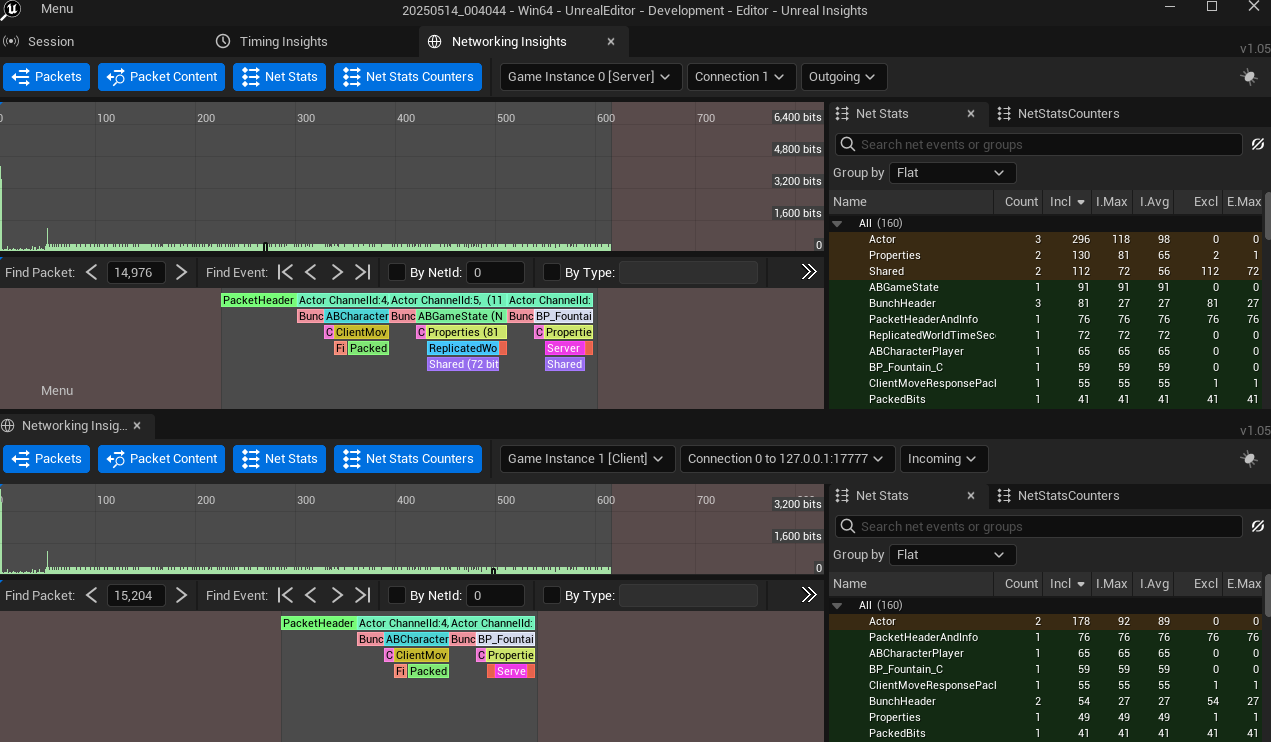 Menu
20250514_004044 - Win64 - UnrealEditor - Development - Editor - Unreal Insights
Session
Timing Insights
Networking Insights
v1.05
Packets
Packet Content
Net Stats
Net Stats Counters
Game Instance 0 [Server]
Connection 1
Outgoing
0 100 200 300 400 500 600 700
6,400 bits
4,800 bits
3,200 bits
1,600 bits
0
Find Packet: 14,976 Find Event: By NetId: 0 By Type:
PacketHeader Actor ChannelId:4, Actor ChannelId:5, (11 Actor ChannelId:
Bunc ABCharacter Bunc ABGameState (N Bunc BP_Fountai
C ClientMov C Properties (81 C Propertie
Fi Packed ReplicatedWo Server
Shared (72 bit Shared
Net Stats
NetStatsCounters
Search net events or groups
Group by Flat
Name Count Incl I.Max I.Avg Excl E.Max
All (160)
Actor 3 296 118 98 0 0
Properties 2 130 81 65 2 1
Shared 2 112 72 56 112 72
ABGameState 1 91 91 91 0 0
BunchHeader 3 81 27 27 81 27
PacketHeaderAndInfo 1 76 76 76 76 76
ReplicatedWorldTimeSec 1 72 72 72 0 0
ABCharacterPlayer 1 65 65 65 0 0
BP_Fountain_C 1 59 59 59 0 0
ClientMoveResponsePacl 1 55 55 55 1 1
PackedBits 1 41 41 41 41 41
Menu
Networking Insig...
v1.05
Packets
Packet Content
Net Stats
Net Stats Counters
Game Instance 1 [Client]
Connection 0 to 127.0.0.1:17777
Incoming
0 100 200 300 400 500 600 700
3,200 bits
1,600 bits
0
Find Packet: 15,204 Find Event: By NetId: 0 By Type:
PacketHeader Actor ChannelId:4, Actor ChannelId:
Bunc ABCharacter Bunc BP_Fountai
C ClientMov C Propertie
Fi Packed Serve
Net Stats
NetStatsCounters
Search net events or groups
Group by Flat
Name Count Incl I.Max I.Avg Excl E.Max
All (160)
Actor 2 178 92 89 0 0
PacketHeaderAndInfo 1 76 76 76 76 76
ABCharacterPlayer 1 65 65 65 0 0
BP_Fountain_C 1 59 59 59 0 0
ClientMoveResponsePacl 1 55 55 55 1 1
BunchHeader 2 54 27 27 54 27
Properties 1 49 49 49 1 1
PackedBits 1 41 41 41 41 41